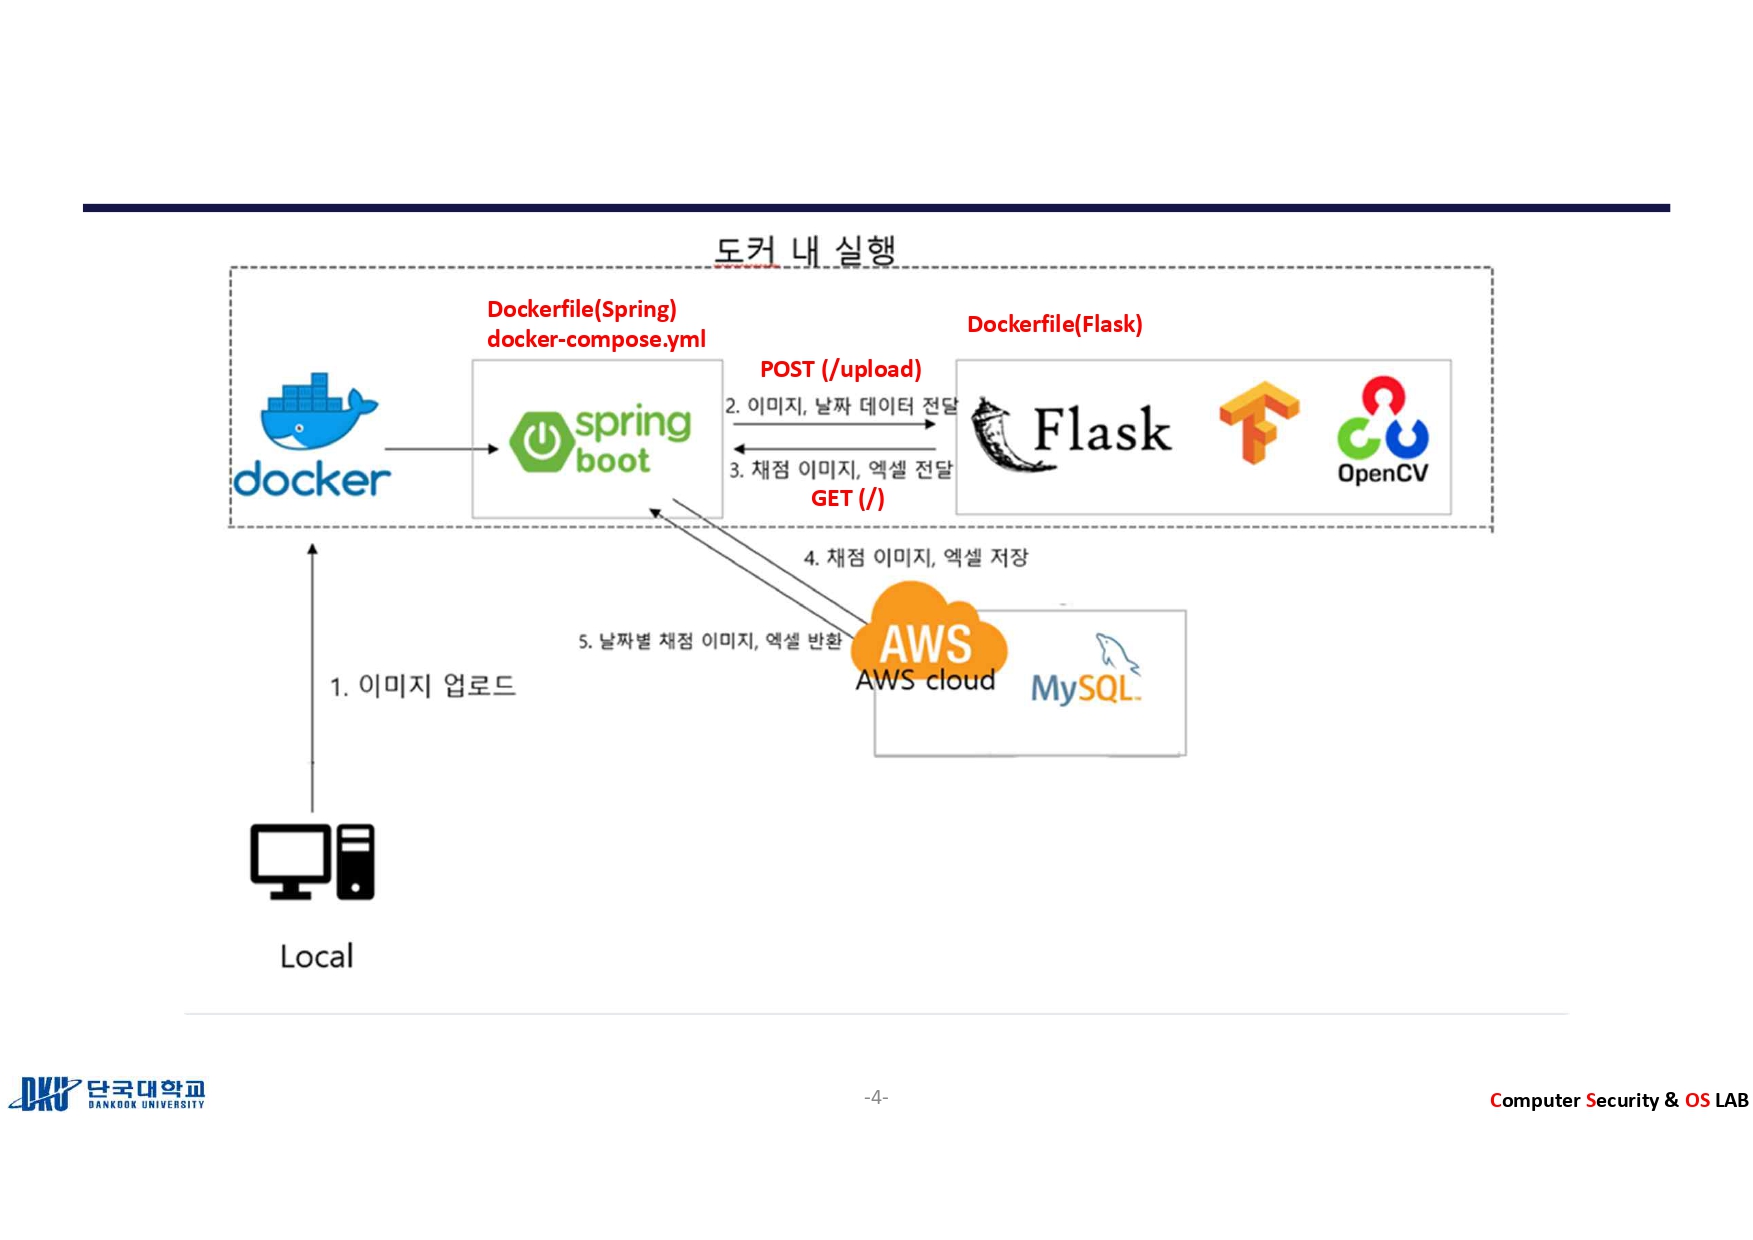 도커 내 실행
Dockerfile(Spring)
docker-compose.yml
Dockerfile(Flask)
POST (/upload)
2. 이미지, 날짜 데이터 전달
3. 채점 이미지, 엑셀 전달
GET (/)
docker
spring
boot
Flask
OpenCV
4. 채점 이미지, 엑셀 저장
5. 날짜별 채점 이미지, 엑셀 반환
AWS
AWS cloud
MySQL
1. 이미지 업로드
Local
DKU 단국대학교
DANKOOK UNIVERSITY
-4-
Computer Security & OS LAB